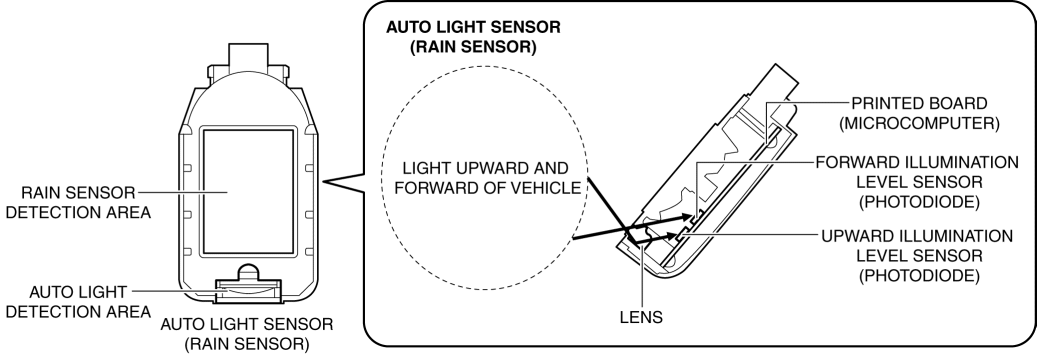 RAIN SENSOR
DETECTION AREA
AUTO LIGHT
DETECTION AREA
AUTO LIGHT SENSOR
(RAIN SENSOR)
AUTO LIGHT SENSOR
(RAIN SENSOR)
LIGHT UPWARD AND
FORWARD OF VEHICLE
PRINTED BOARD
(MICROCOMPUTER)
FORWARD ILLUMINATION
LEVEL SENSOR
(PHOTODIODE)
UPWARD ILLUMINATION
LEVEL SENSOR
(PHOTODIODE)
LENS